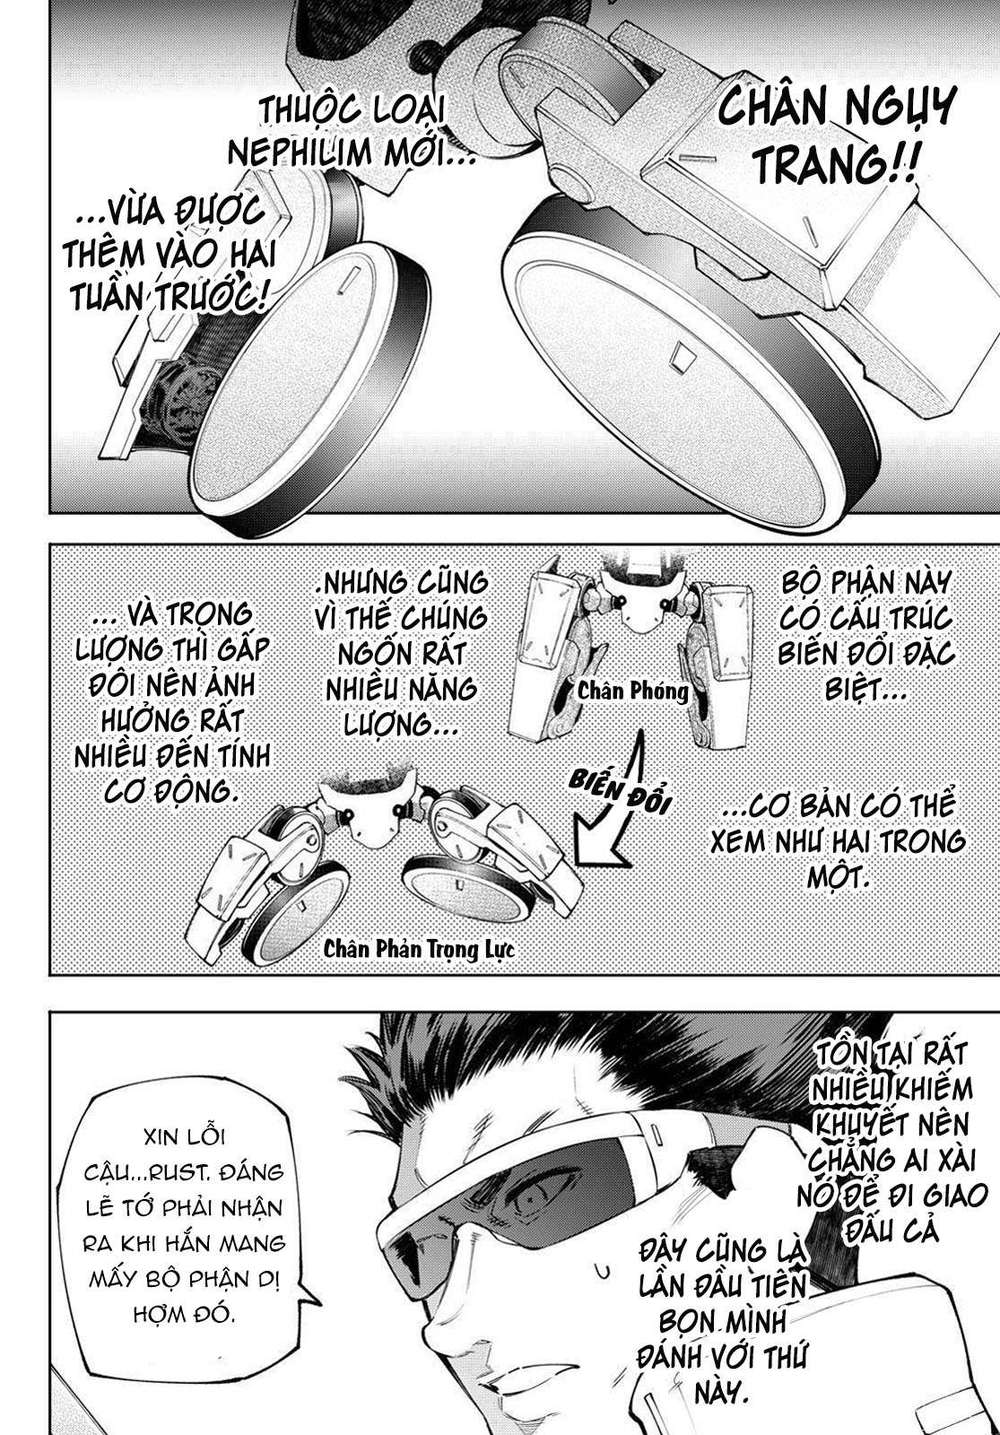 CHÂN NGỤY
TRANG!!
THUỘC LOẠI
NEPHILIM MỚI...
...VỪA ĐƯỢC
THÊM VÀO HAI
TUẦN TRƯỚC!
BỘ PHẬN NÀY
CÓ CẤU TRÚC
BIẾN ĐỔI ĐẶC
BIỆT...
...CƠ BẢN CÓ THỂ
XEM NHƯ HAI TRONG
MỘT.
Chân Phóng
BIẾN ĐỔI
Chân Phản Trọng Lực
.NHƯNG CŨNG
VÌ THẾ CHÚNG
NGỐN RẤT
NHIỀU NĂNG
LƯỢNG...
... VÀ TRỌNG
LƯỢNG THÌ GẤP
ĐÔI NÊN ẢNH
HƯỞNG RẤT
NHIỀU ĐẾN TÍNH
CƠ ĐỘNG.
TỒN TẠI RẤT
NHIỀU KHIẾM
KHUYẾT NÊN
CHẲNG AI XÀI
NÓ ĐỂ ĐI GIAO
ĐẤU CẢ
ĐÂY CŨNG LÀ
LẦN ĐẦU TIÊN
BỌN MÌNH
ĐÁNH VỚI THỨ
NÀY.
XIN LỖI
CẬU...RUST. ĐÁNG
LẼ TỚ PHẢI NHẬN
RA KHI HẮN MANG
MẤY BỘ PHẬN DỊ
HỢM ĐÓ.